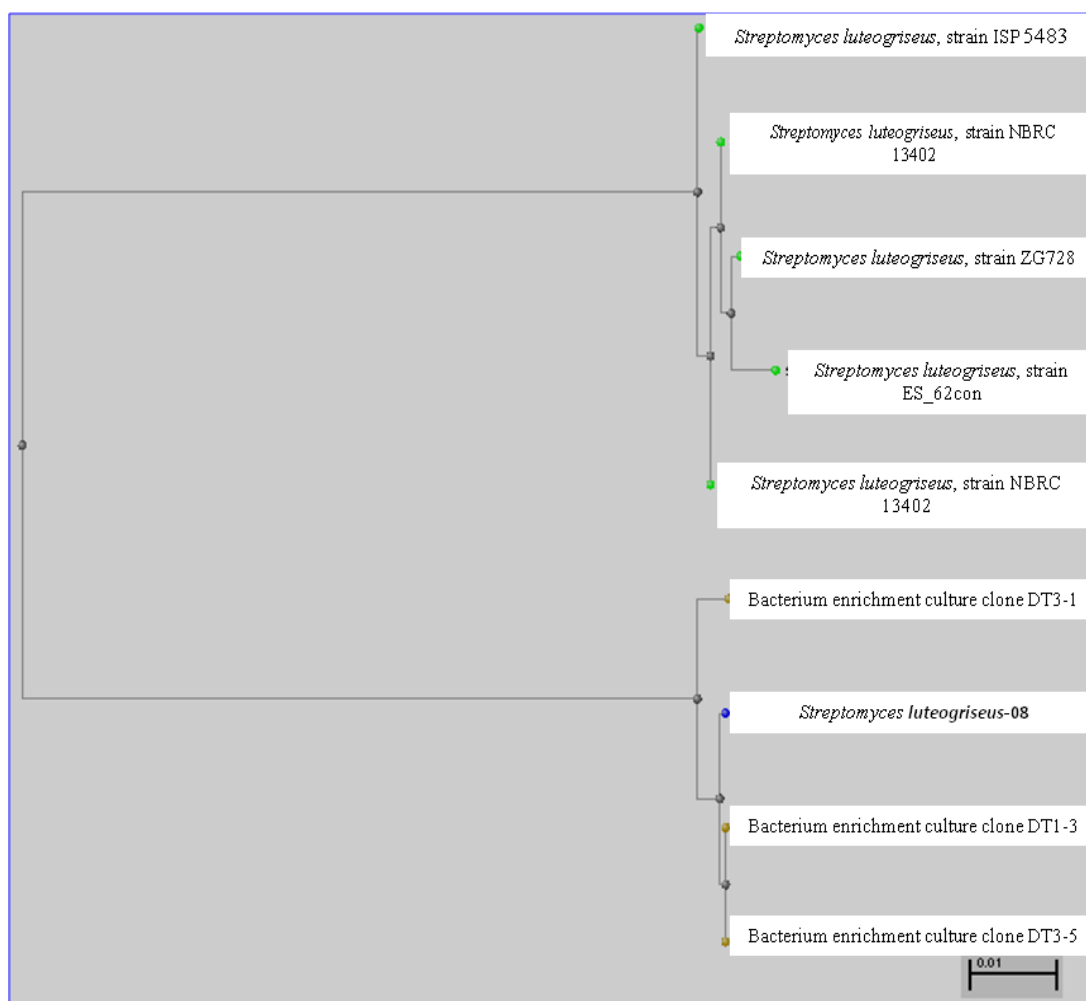 Streptomyces luteogriseus, strain ISP 5483
Streptomyces luteogriseus, strain NBRC
13402
Streptomyces luteogriseus, strain ZG728
Streptomyces luteogriseus, strain
ES_62con
Streptomyces luteogriseus, strain NBRC
13402
Bacterium enrichment culture clone DT3-1
Streptomyces luteogriseus-08
Bacterium enrichment culture clone DT1-3
Bacterium enrichment culture clone DT3-5
0.01